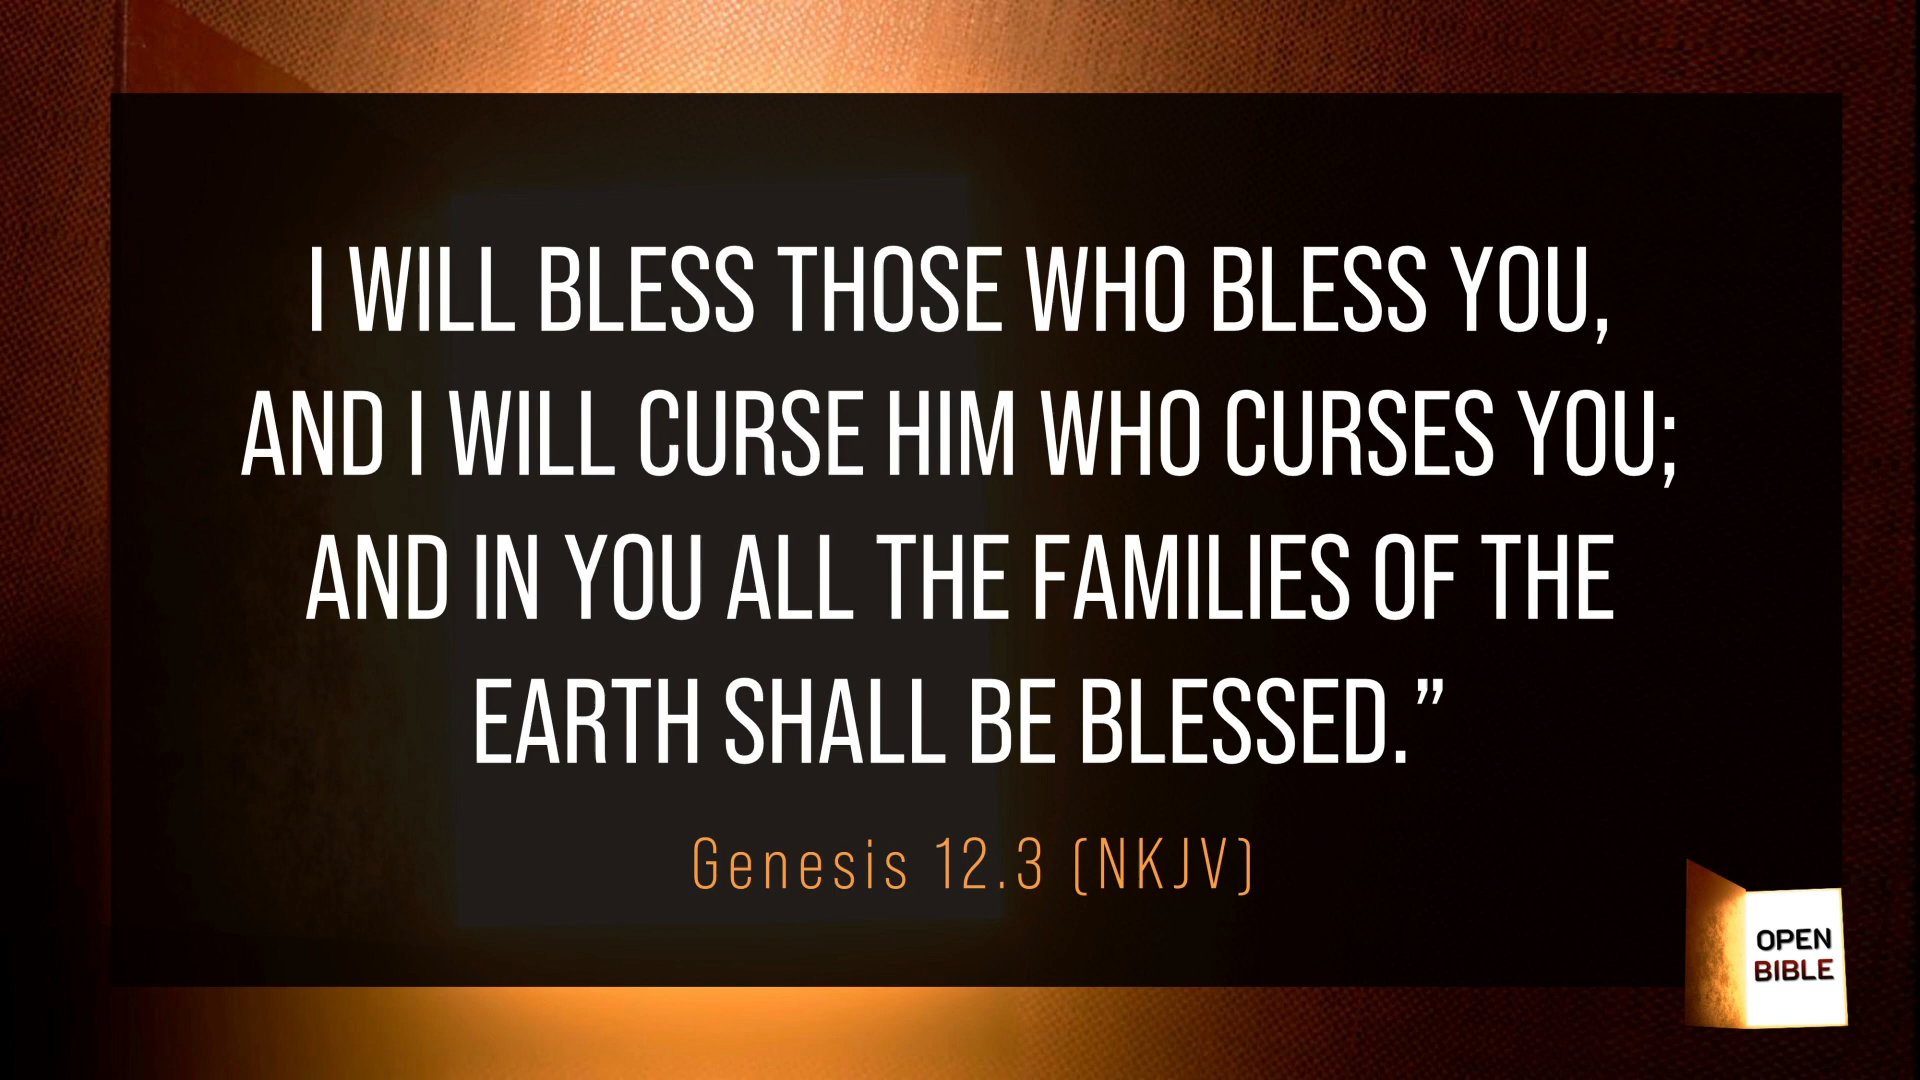 I WILL BLESS THOSE WHO BLESS YOU,
AND I WILL CURSE HIM WHO CURSES YOU;
AND IN YOU ALL THE FAMILIES OF THE
EARTH SHALL BE BLESSED.”
Genesis 12.3 (NKJV)
OPEN
BIBLE